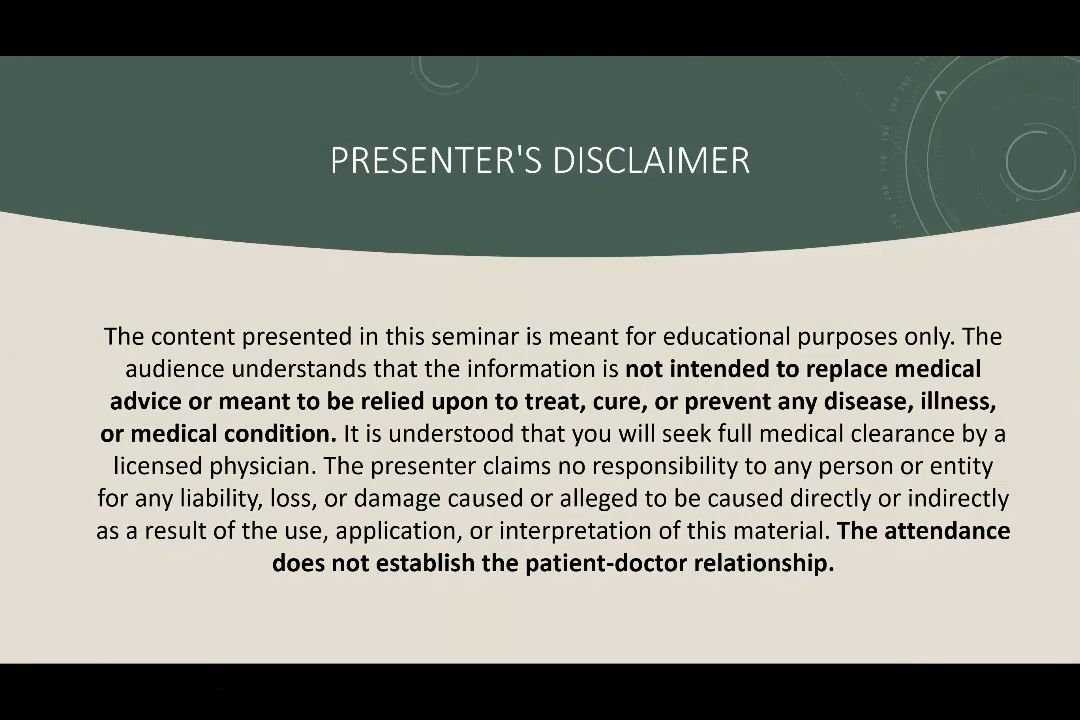 PRESENTER'S DISCLAIMER
The content presented in this seminar is meant for educational purposes only. The
audience understands that the information is not intended to replace medical
advice or meant to be relied upon to treat, cure, or prevent any disease, illness,
or medical condition. It is understood that you will seek full medical clearance by a
licensed physician. The presenter claims no responsibility to any person or entity
for any liability, loss, or damage caused or alleged to be caused directly or indirectly
as a result of the use, application, or interpretation of this material. The attendance
does not establish the patient-doctor relationship.